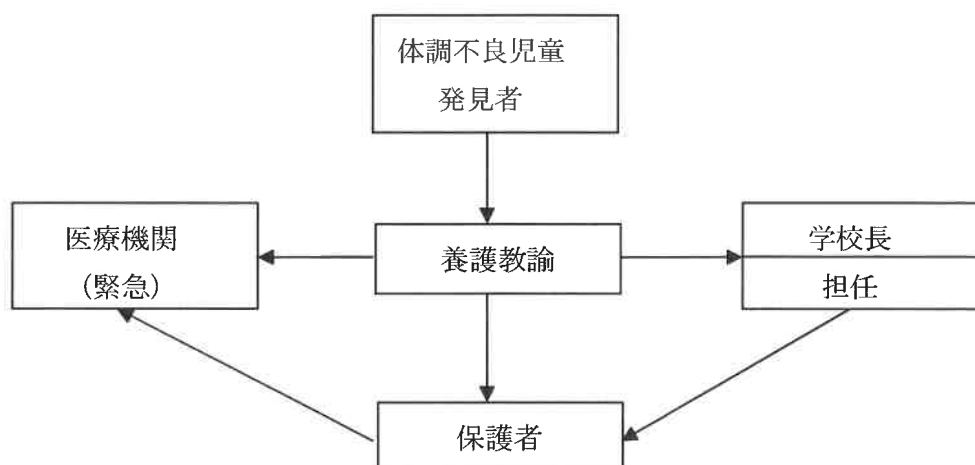 体調不良児童
発見者
医療機関
（緊急）
養護教諭
学校長
担任
保護者